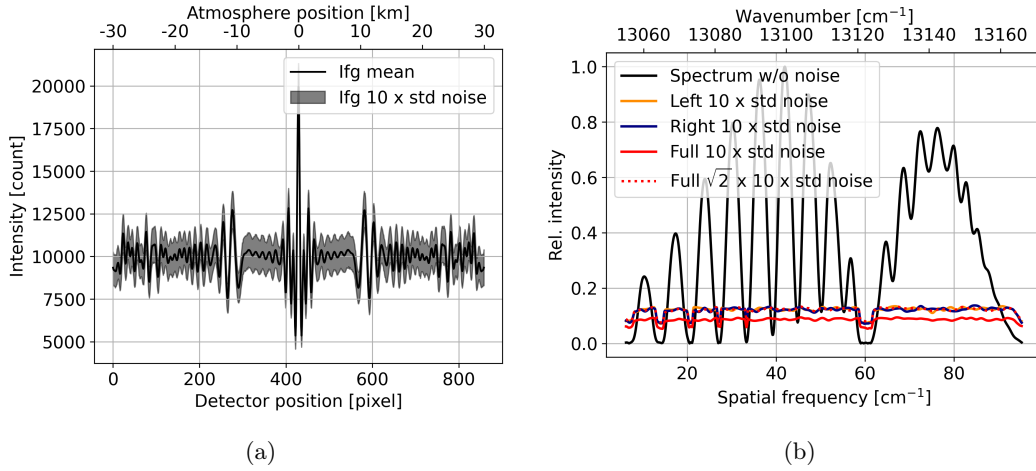 Atmosphere position [km]
-30 -20 -10 0 10 20 30
Ifg mean
Ifg 10 x std noise
20000
17500
15000
12500
10000
7500
5000
Intensity [count]
0 200 400 600 800
Detector position [pixel]
(a)
Wavenumber [cm⁻¹]
13060 13080 13100 13120 13140 13160
Spectrum w/o noise
Left 10 x std noise
Right 10 x std noise
Full 10 x std noise
Full √2 x 10 x std noise
1.0
0.8
0.6
0.4
0.2
0.0
Rel. intensity
20 40 60 80
Spatial frequency [cm⁻¹]
(b)